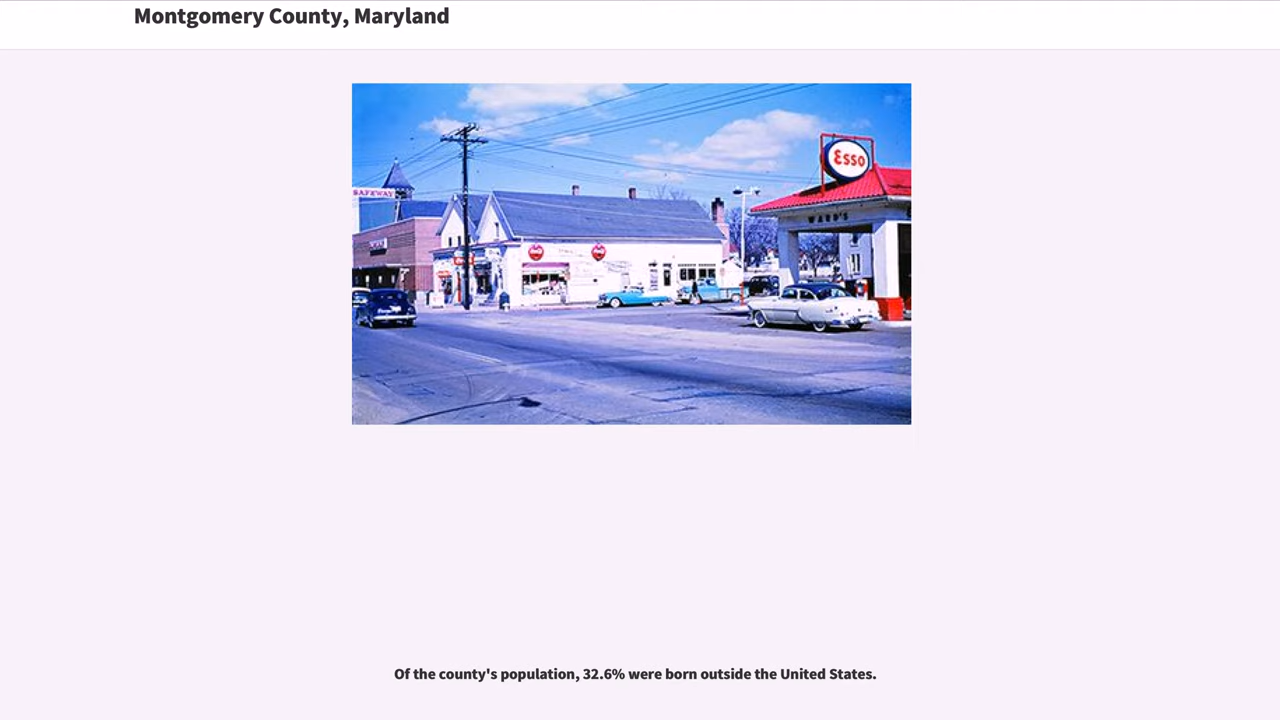 Montgomery County, Maryland
SAFEWAY
Esso
WARD'S
Of the county's population, 32.6% were born outside the United States.